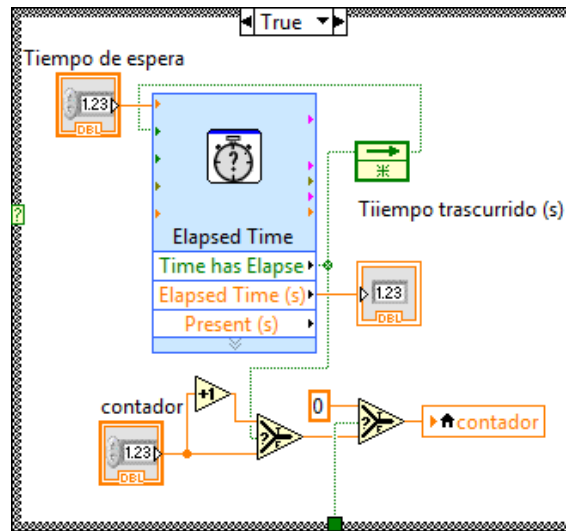 True
Tiempo de espera
1.23
DBL
?
?
Tiiempo trascurrido (s)
Elapsed Time
Time has Elapse
Elapsed Time (s)
1.23
DBL
Present (s)
+1
0
contador
?
?
contador
1.23
DBL